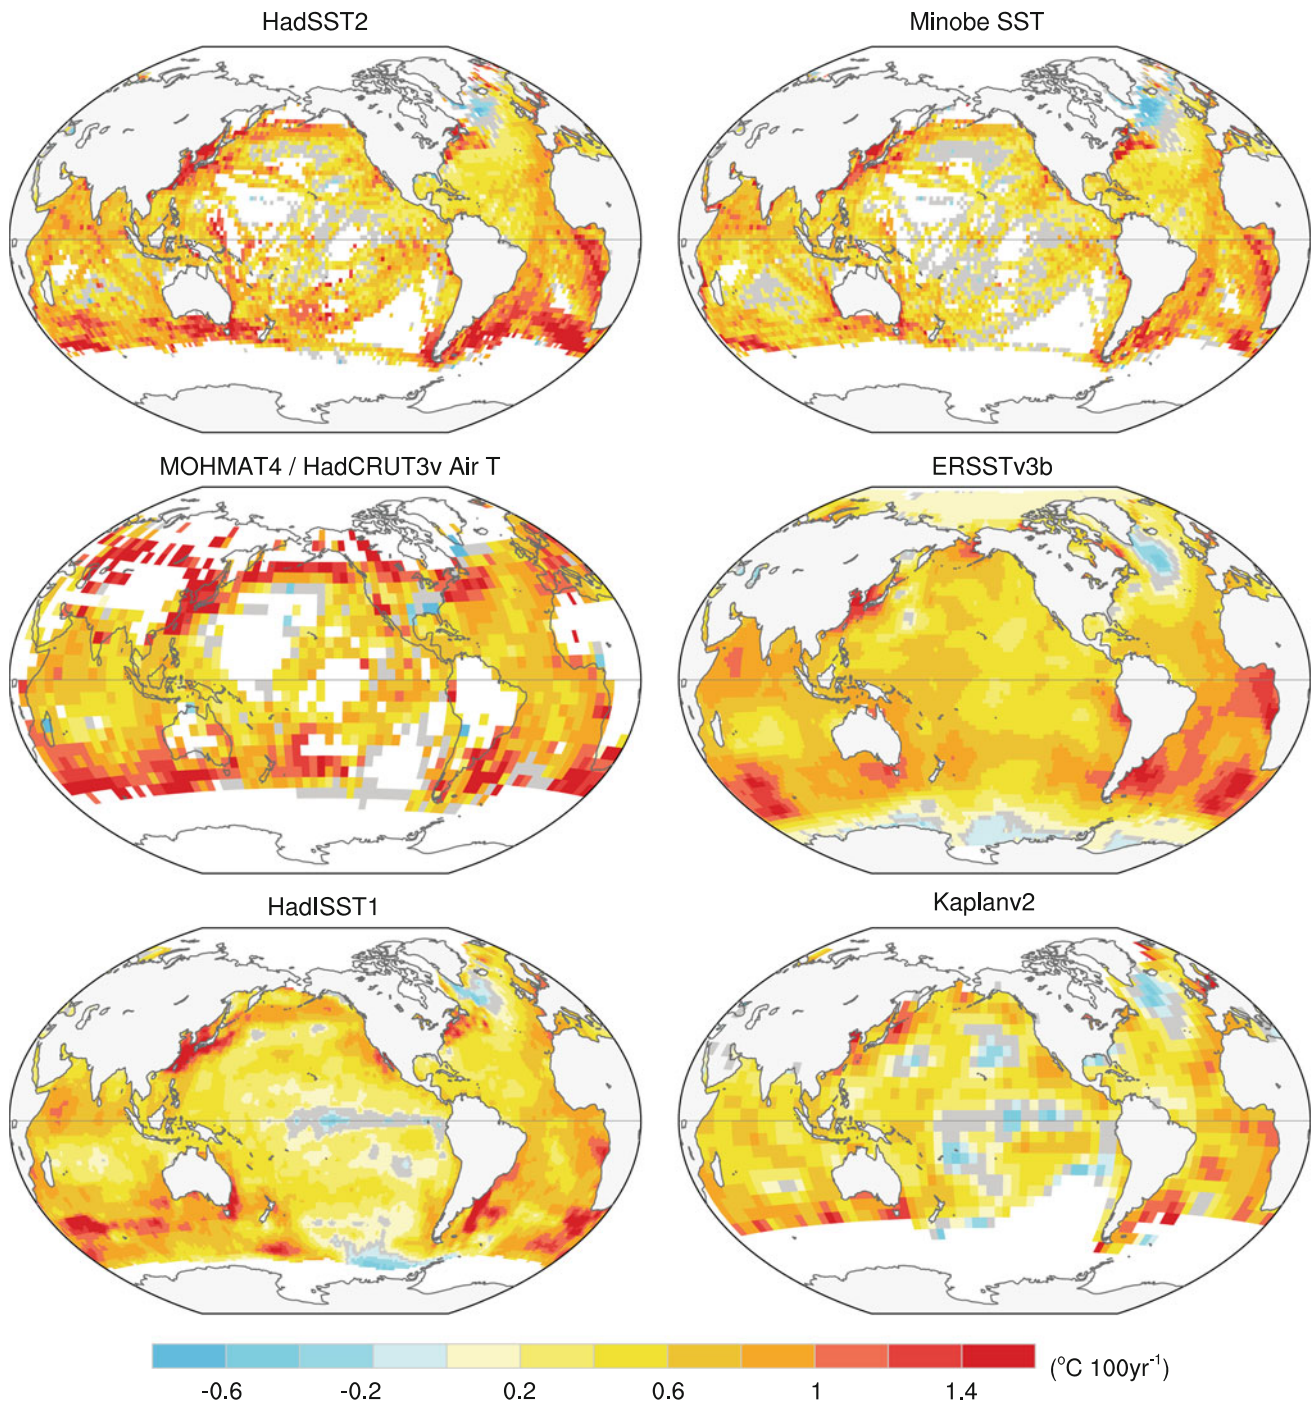 HadSST2
Minobe SST
MOHMAT4 / HadCRUT3v Air T
ERSSTv3b
HadISST1
Kaplanv2
-0.6 -0.2 0.2 0.6 1 1.4 (°C 100yr⁻¹)